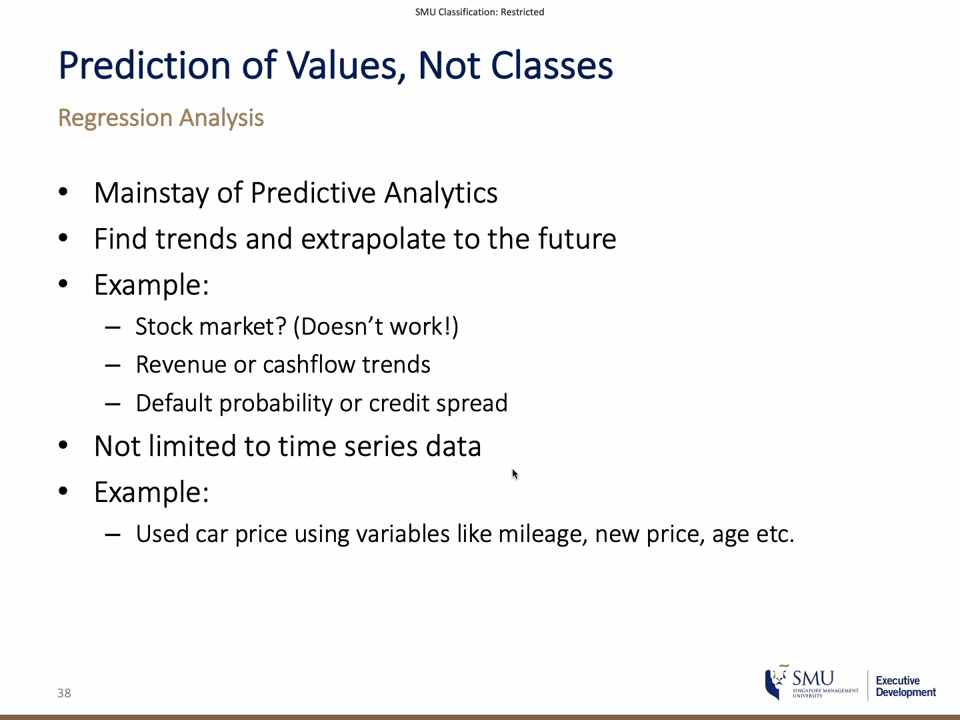 SMU Classification: Restricted
Prediction of Values, Not Classes
Regression Analysis
• Mainstay of Predictive Analytics
• Find trends and extrapolate to the future
• Example:
– Stock market? (Doesn’t work!)
– Revenue or cashflow trends
– Default probability or credit spread
• Not limited to time series data
• Example:
– Used car price using variables like mileage, new price, age etc.
38
SMU
SINGAPORE MANAGEMENT
UNIVERSITY
Executive
Development